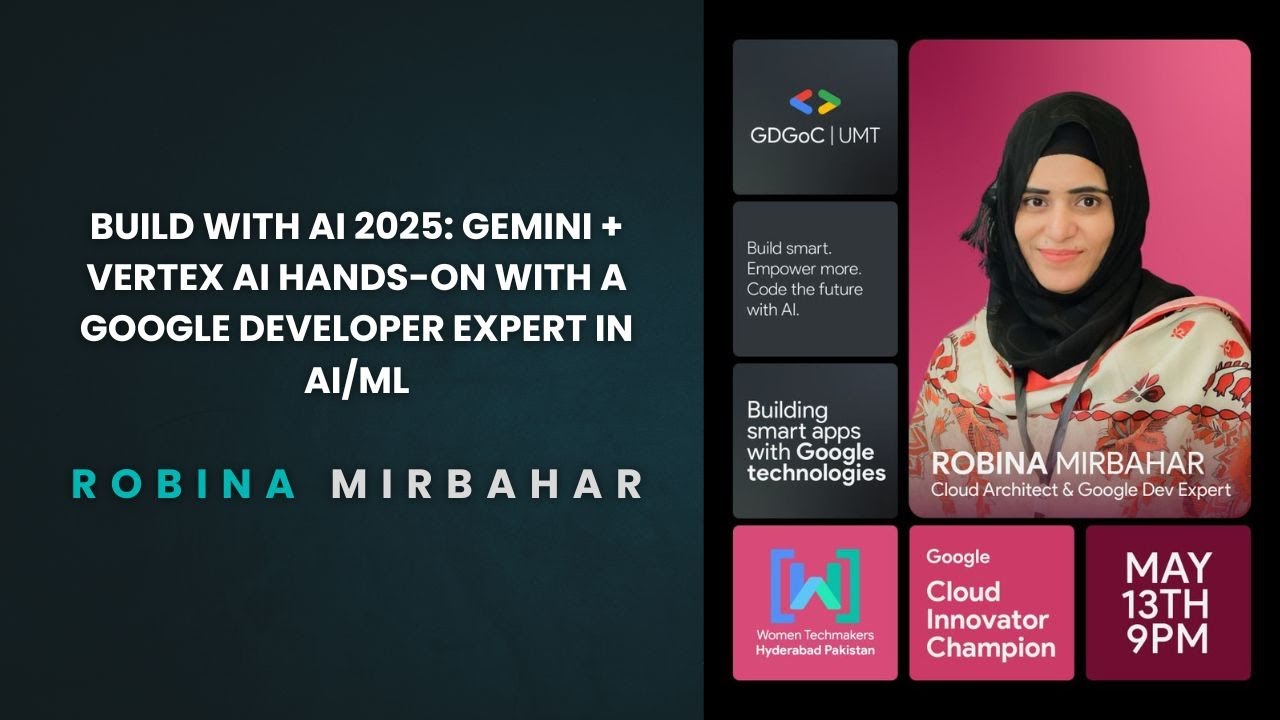 BUILD WITH AI 2025: GEMINI +
VERTEX AI HANDS-ON WITH A
GOOGLE DEVELOPER EXPERT IN
AI/ML
ROBINA MIRBAHAR
GDGoC | UMT
Build smart.
Empower more.
Code the future
with AI.
Building
smart apps
with Google
technologies
ROBINA MIRBAHAR
Cloud Architect & Google Dev Expert
Women Techmakers
Hyderabad Pakistan
Google
Cloud
Innovator
Champion
MAY
13TH
9PM